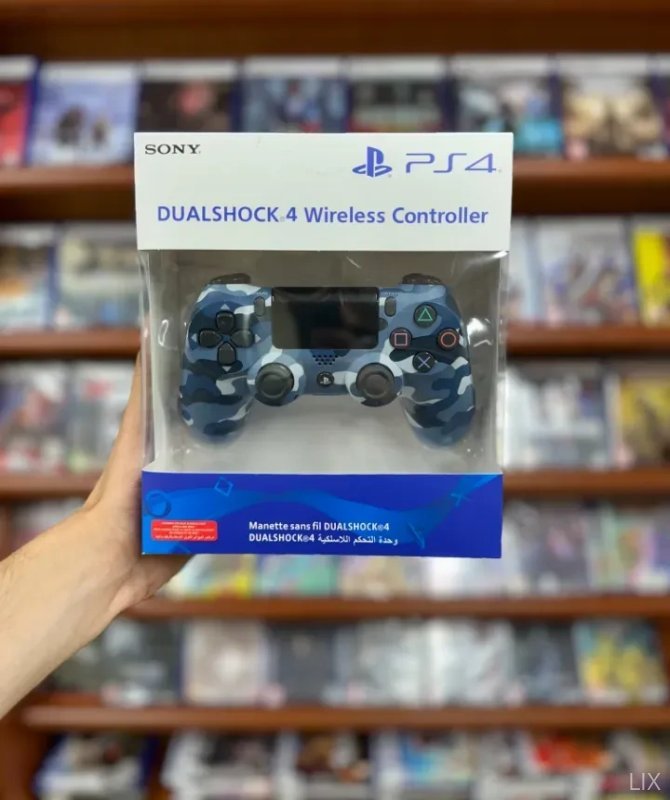 SONY
PS4
DUALSHOCK®4 Wireless Controller
Manette sans fil DUALSHOCK®4
DUALSHOCK®4 وحدة التحكم اللاسلكية
LIX